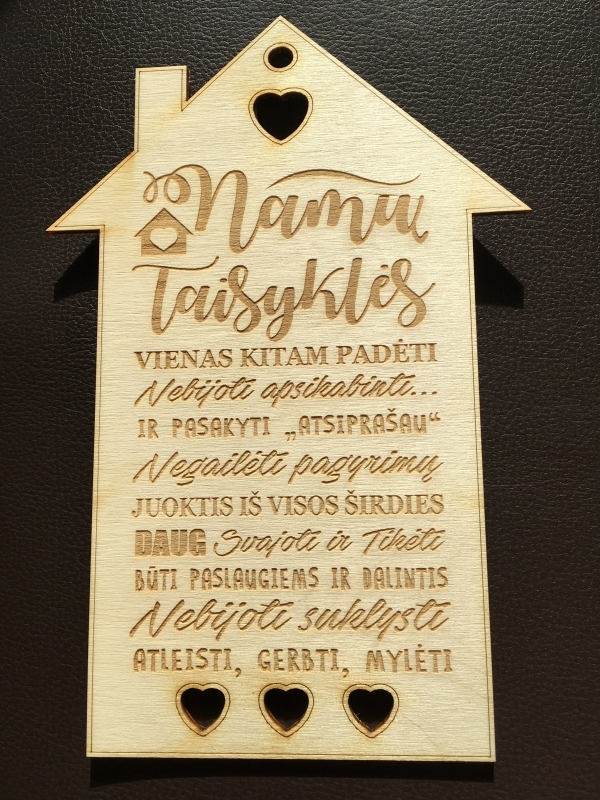 Namų
Taisyklės
VIENAS KITAM PADĖTI
Nebijoti apsikabinti...
IR PASAKYTI „ATSIPRAŠAU“
Negailėti pagyrimų
JUOKTIS IŠ VISOS ŠIRDIES
DAUG Svajoti ir Tikėti
BŪTI PASLAUGIEMS IR DALINTIS
Nebijoti suklysti
ATLEISTI, GERBTI, MYLĖTI